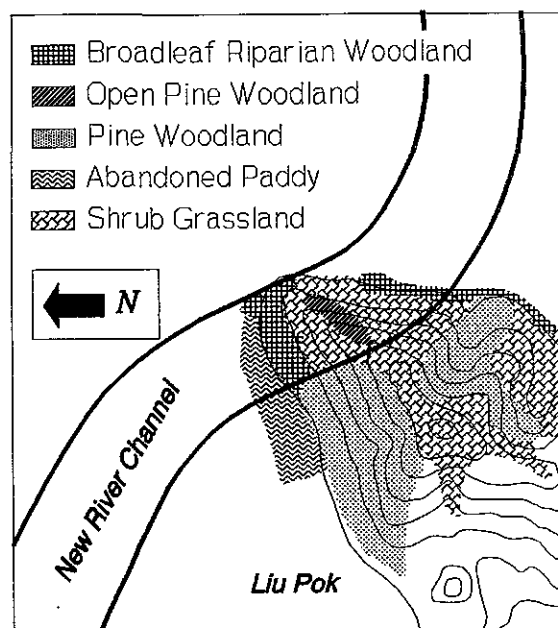 Broadleaf Riparian Woodland
Open Pine Woodland
Pine Woodland
Abandoned Paddy
Shrub Grassland
N
New River Channel
Liu Pok